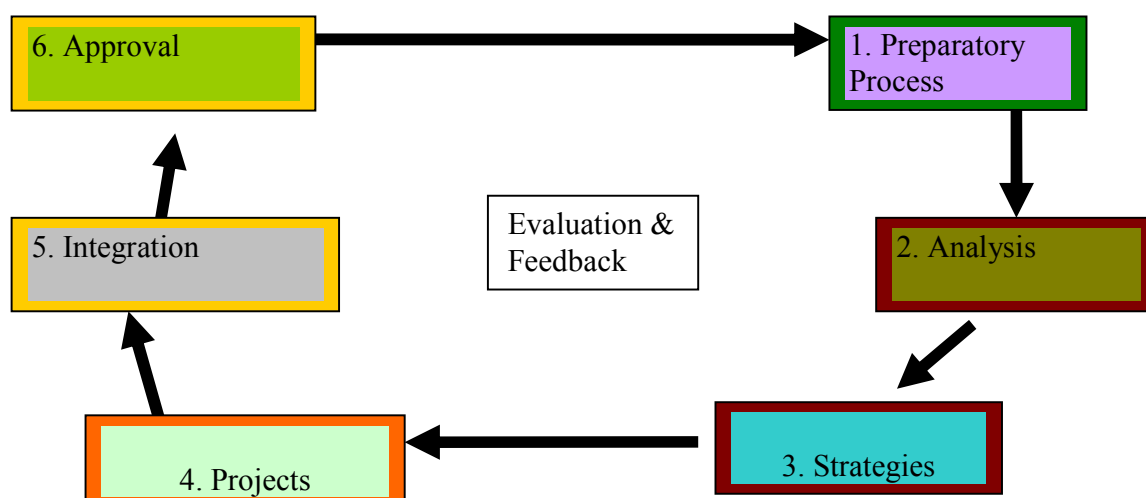 6. Approval
1. Preparatory
Process
5. Integration
Evaluation &
Feedback
2. Analysis
4. Projects
3. Strategies